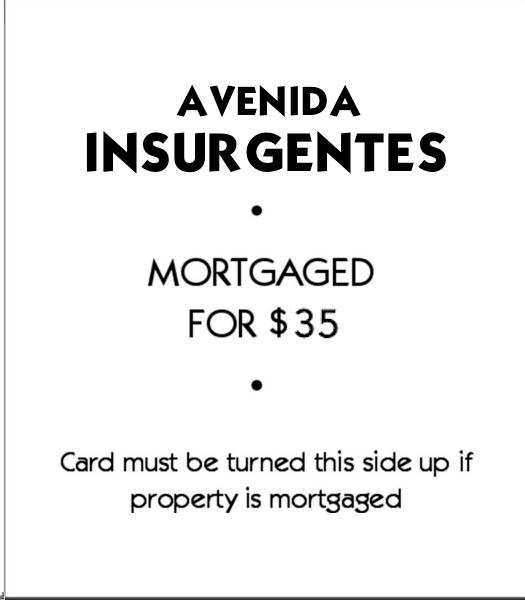 AVENIDA
INSURGENTES
•
MORTGAGED
FOR $35
•
Card must be turned this side up if
property is mortgaged